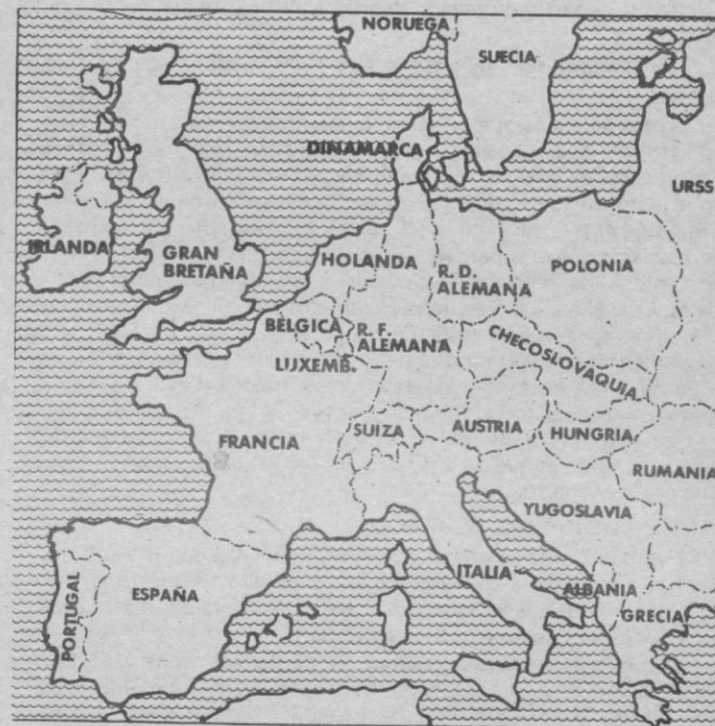 NORUEGA
SUECIA
DINAMARCA
URSS
IRLANDA
GRAN
BRETAÑA
HOLANDA
R. D.
ALEMANA
POLONIA
BELGICA
R. F.
ALEMANA
LUXEMB.
CHECOSLOVAQUIA
FRANCIA
SUIZA
AUSTRIA
HUNGRIA
RUMANIA
YUGOSLAVIA
PORTUGAL
ESPAÑA
ITALIA
ALBANIA
GRECIA